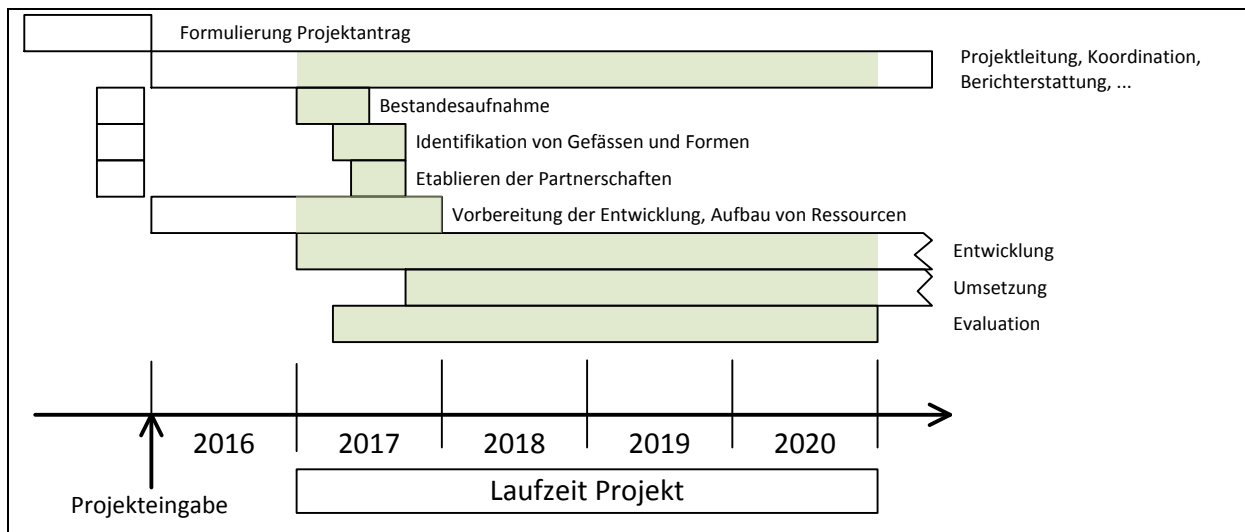 Formulierung Projektantrag
Projektleitung, Koordination,
Berichterstattung, ...
Bestandesaufnahme
Identifikation von Gefässen und Formen
Etablieren der Partnerschaften
Vorbereitung der Entwicklung, Aufbau von Ressourcen
Entwicklung
Umsetzung
Evaluation
2016 2017 2018 2019 2020
Laufzeit Projekt
Projekteingabe